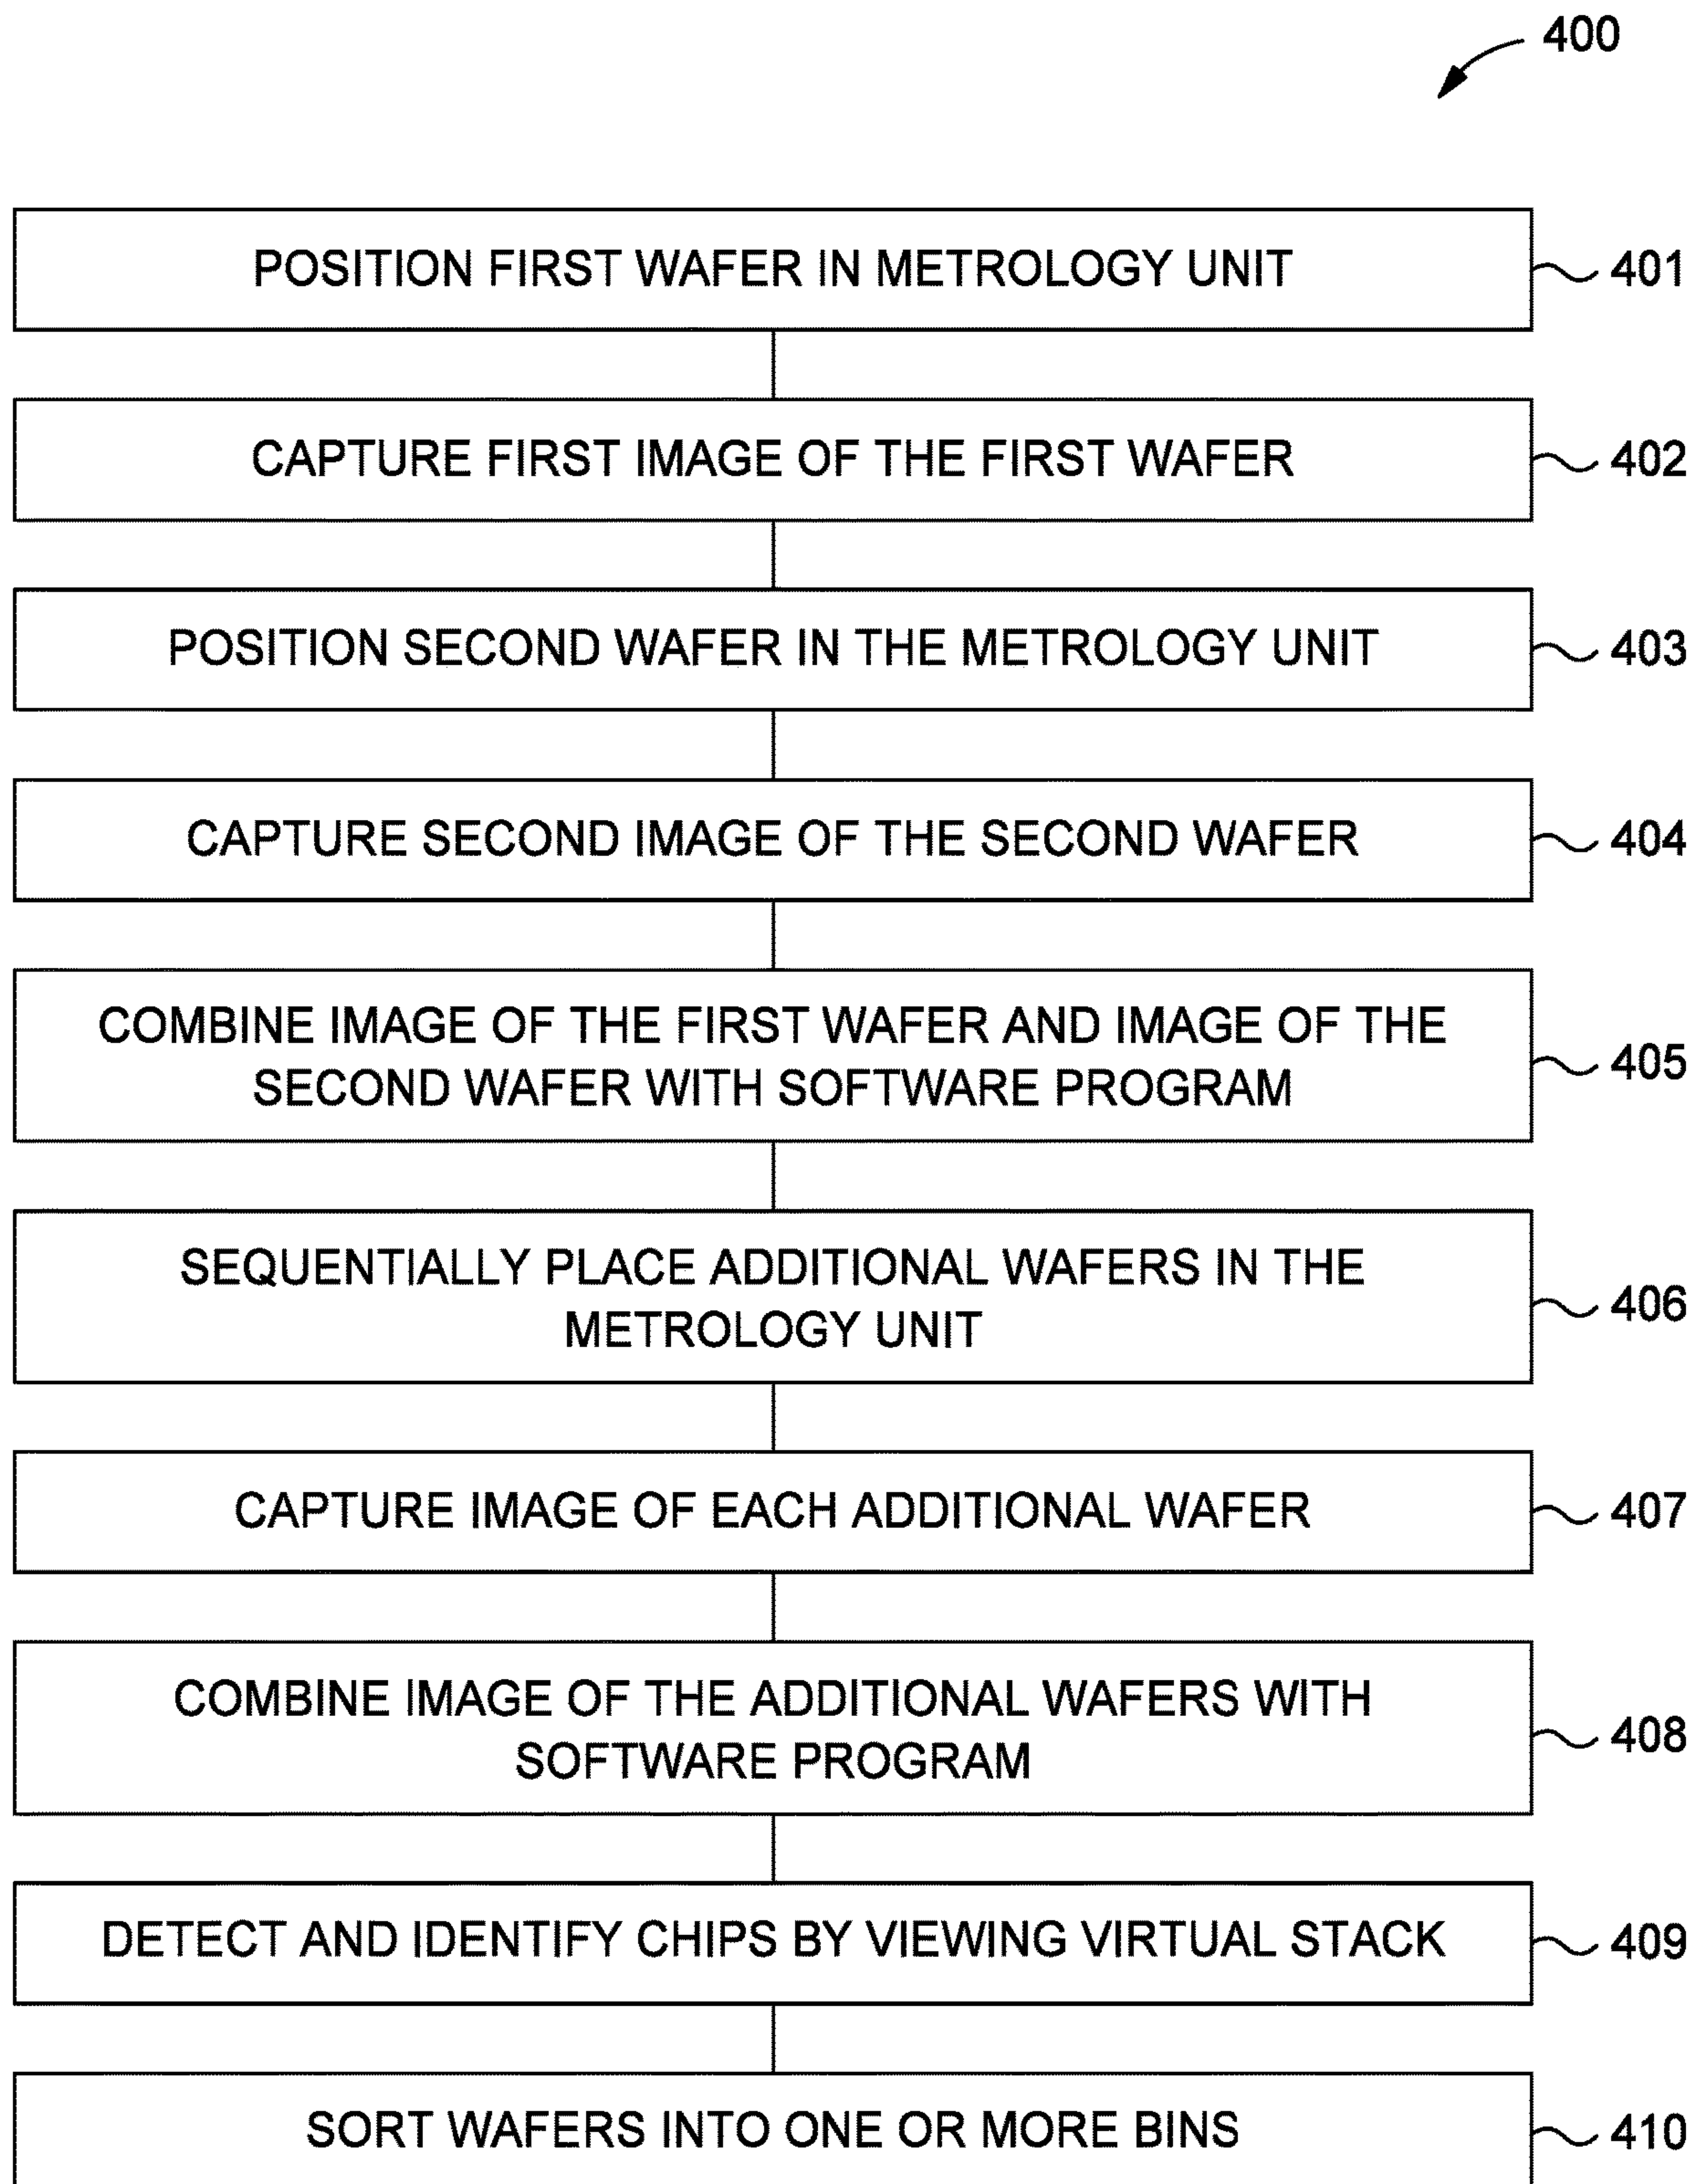 400
POSITION FIRST WAFER IN METROLOGY UNIT
401
CAPTURE FIRST IMAGE OF THE FIRST WAFER
402
POSITION SECOND WAFER IN THE METROLOGY UNIT
403
CAPTURE SECOND IMAGE OF THE SECOND WAFER
404
COMBINE IMAGE OF THE FIRST WAFER AND IMAGE OF THE
SECOND WAFER WITH SOFTWARE PROGRAM
405
SEQUENTIALLY PLACE ADDITIONAL WAFERS IN THE
METROLOGY UNIT
406
CAPTURE IMAGE OF EACH ADDITIONAL WAFER
407
COMBINE IMAGE OF THE ADDITIONAL WAFERS WITH
SOFTWARE PROGRAM
408
DETECT AND IDENTIFY CHIPS BY VIEWING VIRTUAL STACK
409
SORT WAFERS INTO ONE OR MORE BINS
410